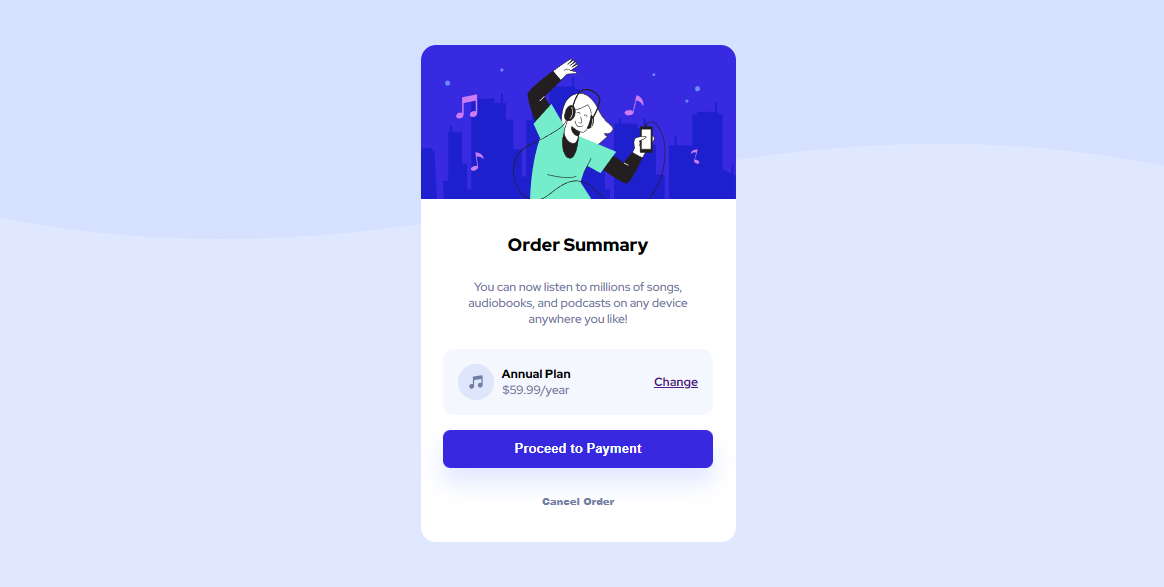 Order Summary
You can now listen to millions of songs,
audiobooks, and podcasts on any device
anywhere you like!
Annual Plan
$59.99/year
Change
Proceed to Payment
Cancel Order